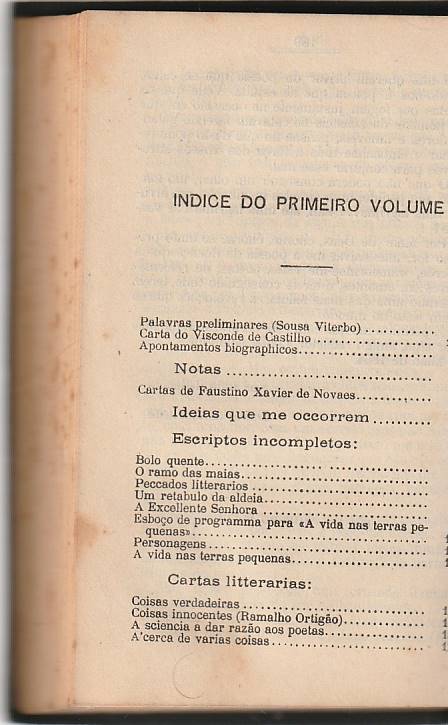 INDICE DO PRIMEIRO VOLUME
Palavras preliminares (Sousa Viterbo) ............
Carta do Visconde de Castilho ....................
Apontamentos biographicos.......................
Notas ....................................
Cartas de Faustino Xavier de Novaes.............
Ideias que me occorrem ..........
Escriptos incompletos:
Bolo quente.......................................
O ramo das maias..................................
Peccados litterarios ..............................
Um retabulo da aldeia.............................
A Excellente Senhora .............................
Esboço de programma para «A vida nas terras pe-
quenas»........................................
Personagens .....................................
A vida nas terras pequenas........................
Cartas litterarias:
Coisas verdadeiras ...............................
Coisas innocentes (Ramalho Ortigão)..............
A sciencia a dar razão aos poetas.................
A'cerca de varias coisas ..........................